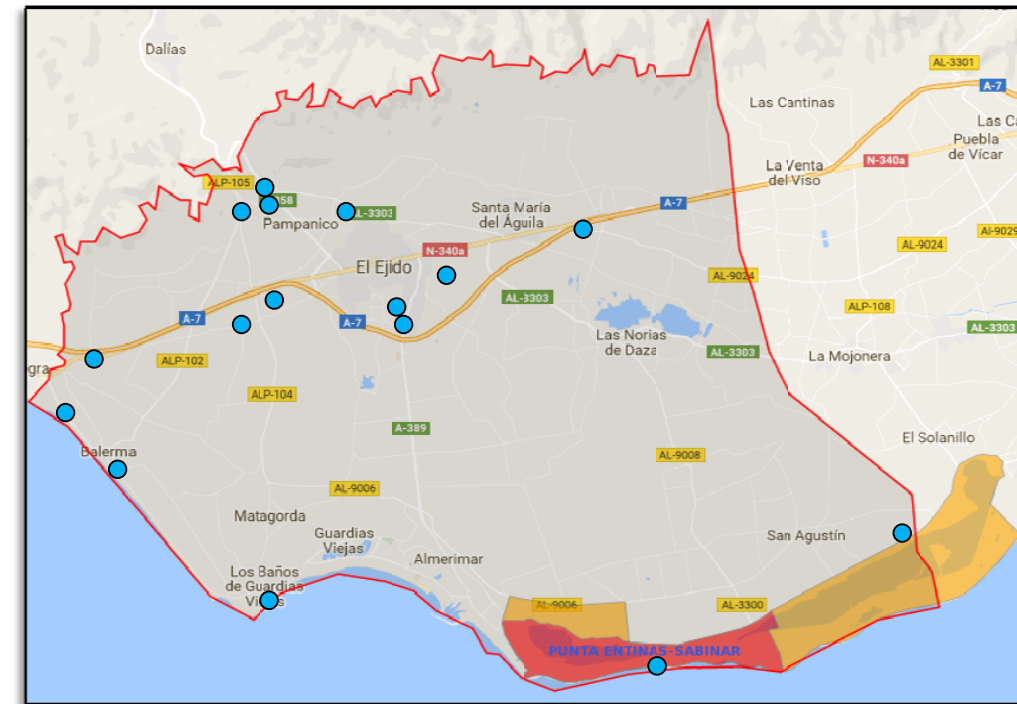 Dalías
AL-3301
A-7
Las Cantinas
Las Ca
Puebla
de Vícar
N-340a
La Venta
del Viso
ALP-105
A-7
Santa María
del Águila
AL-3303
Pampanico
Al-9029
AL-9024
N-340a
El Ejido
AL-9024
AL-3303
ALP-108
A-7
A-7
AL-3303
Las Norias
de Daza
AL-3303
La Mojonera
ALP-102
gra
ALP-104
A-389
El Solanillo
Balerma
AL-9008
AL-9006
Matagorda
Guardias
Viejas
San Agustín
Almerimar
Los Baños
de Guardias
AL-9006
AL-3300
PUNTA ENTINAS-SABINAR